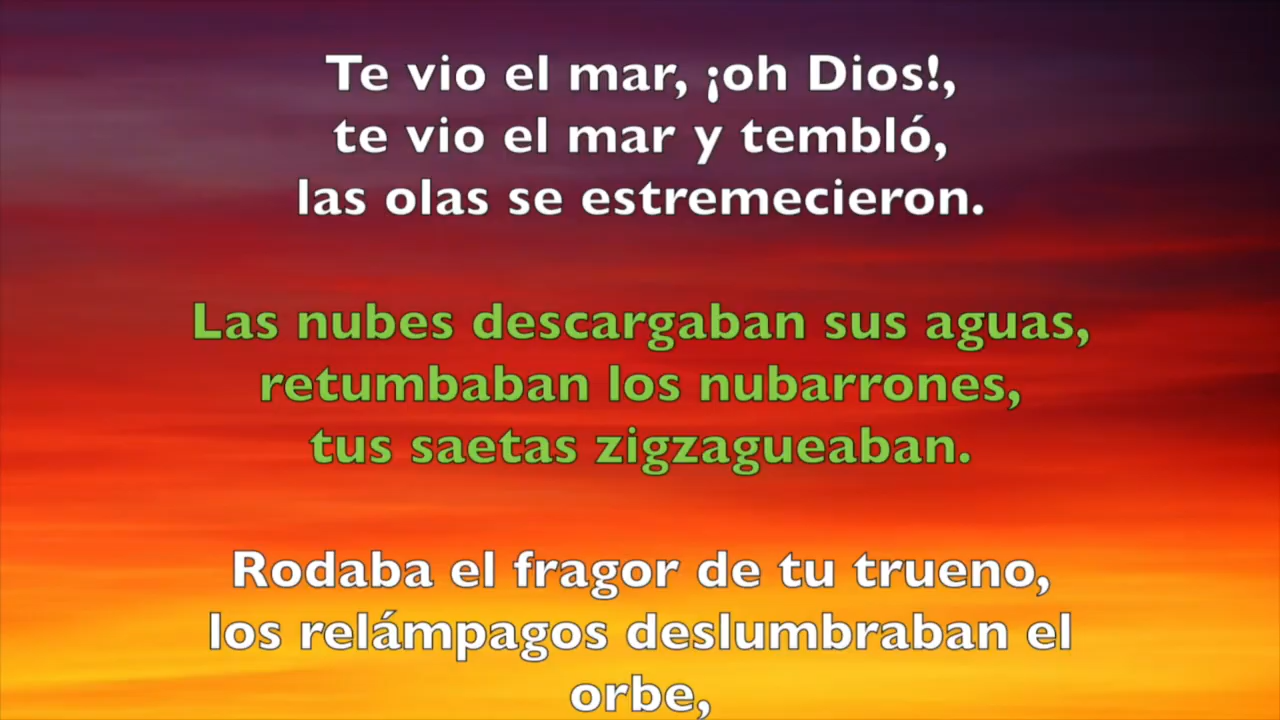 Te vio el mar, ¡oh Dios!,
te vio el mar y tembló,
las olas se estremecieron.
Las nubes descargaban sus aguas,
retumbaban los nubarrones,
tus saetas zigzagueaban.
Rodaba el fragor de tu trueno,
los relámpagos deslumbraban el
orbe,